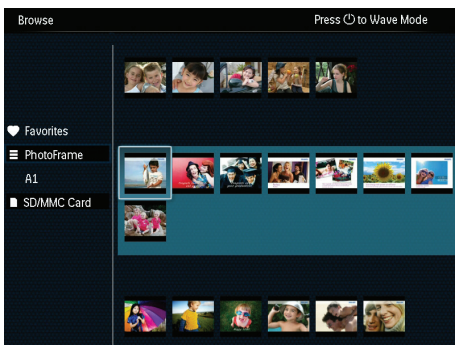 Browse
Press to Wave Mode
Favorites
PhotoFrame
A1
SD/MMC Card